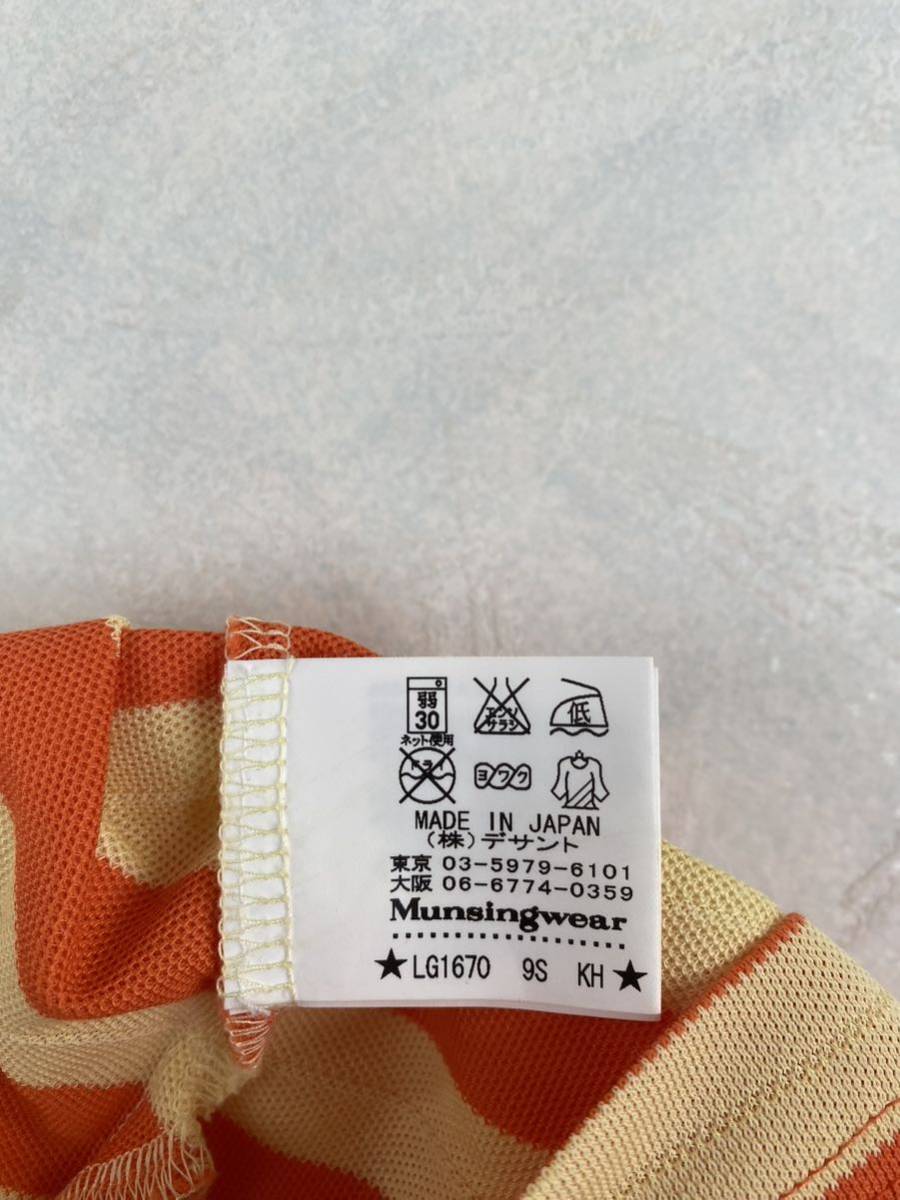 弱
30
ネット使用
エンソ
サラシ
低
ドライ
ヨワク
MADE IN JAPAN
(株)デサント
東京 03-5979-6101
大阪 06-6774-0359
Munsingwear
★LG1670 9S KH★